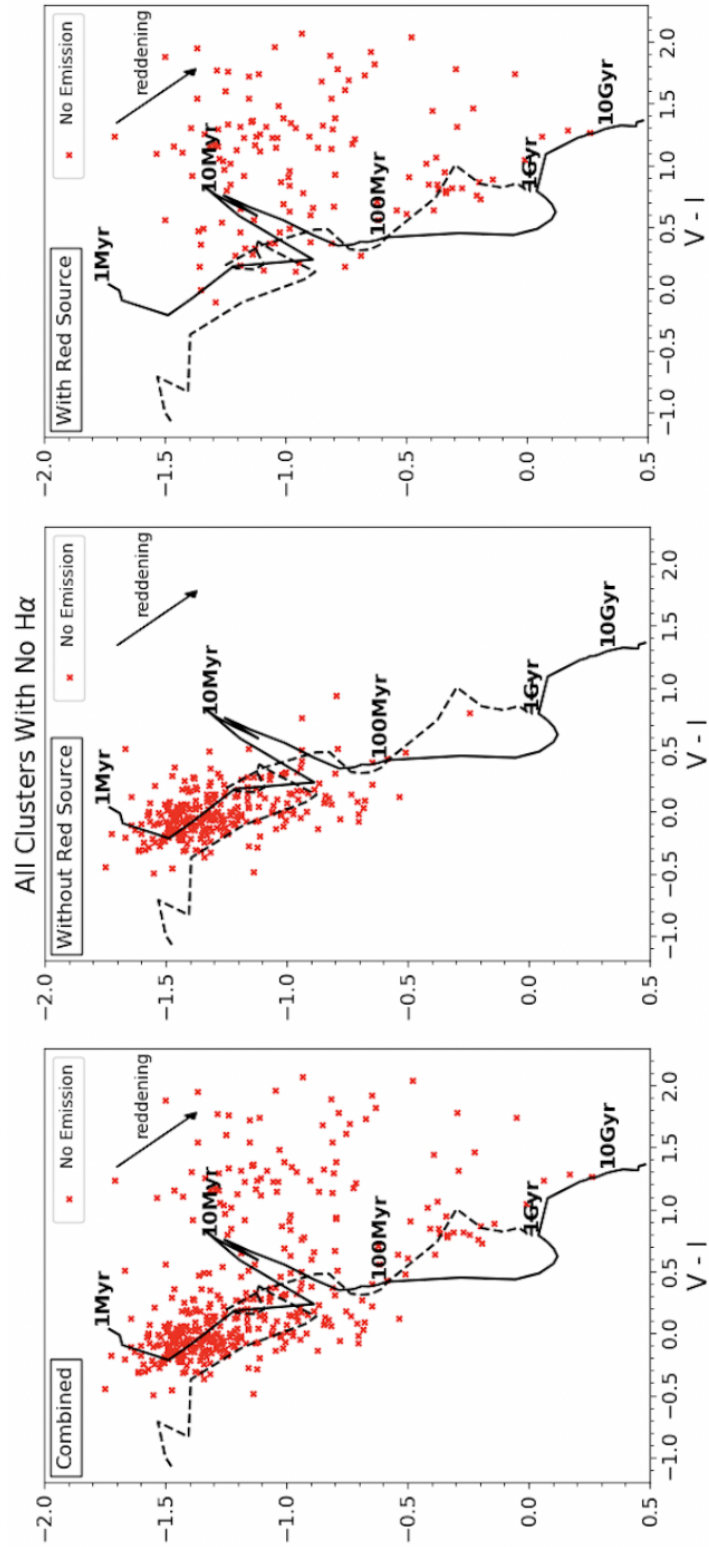 All Clusters With No Hα
Combined
No Emission
reddening
1Myr
10Myr
100Myr
1Gyr
10Gyr
−2.0
−1.5
−1.0
−0.5
0.0
0.5
−1.0
−0.5
0.0
0.5
1.0
1.5
2.0
V - I
Without Red Source
No Emission
reddening
1Myr
10Myr
100Myr
1Gyr
10Gyr
−2.0
−1.5
−1.0
−0.5
0.0
0.5
−1.0
−0.5
0.0
0.5
1.0
1.5
2.0
V - I
With Red Source
No Emission
reddening
1Myr
10Myr
100Myr
1Gyr
10Gyr
−2.0
−1.5
−1.0
−0.5
0.0
0.5
−1.0
−0.5
0.0
0.5
1.0
1.5
2.0
V - I